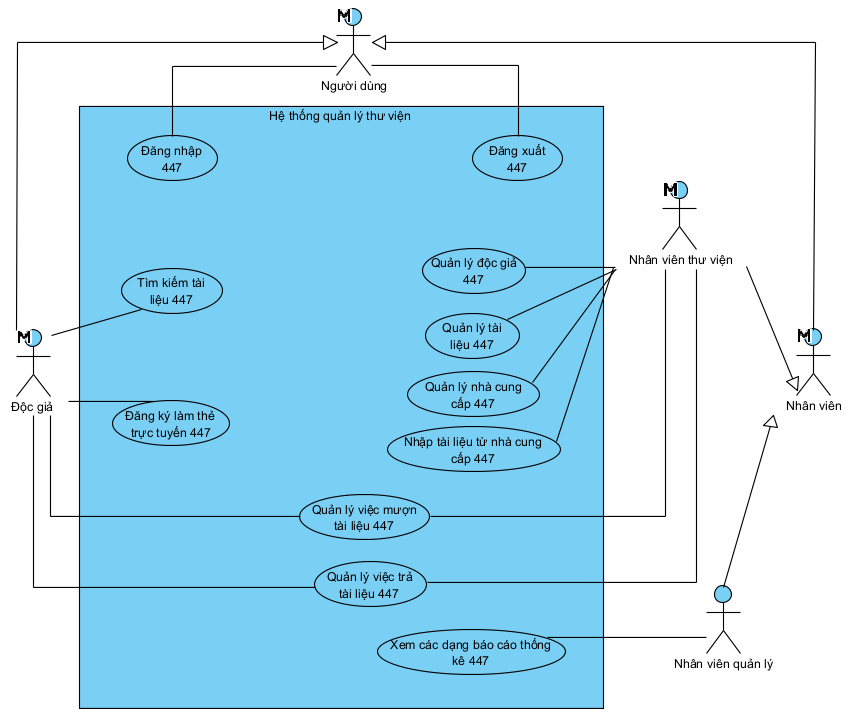 M
Người dùng
Hệ thống quản lý thư viện
Đăng nhập
447
Đăng xuất
447
M
Nhân viên thư viện
Quản lý độc giả
447
Tìm kiếm tài
liệu 447
Quản lý tài
liệu 447
M
Độc giả
M
Nhân viên
Quản lý nhà cung
cấp 447
Đăng ký làm thẻ
trực tuyến 447
Nhập tài liệu từ nhà cung
cấp 447
Quản lý việc mượn
tài liệu 447
Quản lý việc trả
tài liệu 447
Xem các dạng báo cáo thống
kê 447
Nhân viên quản lý